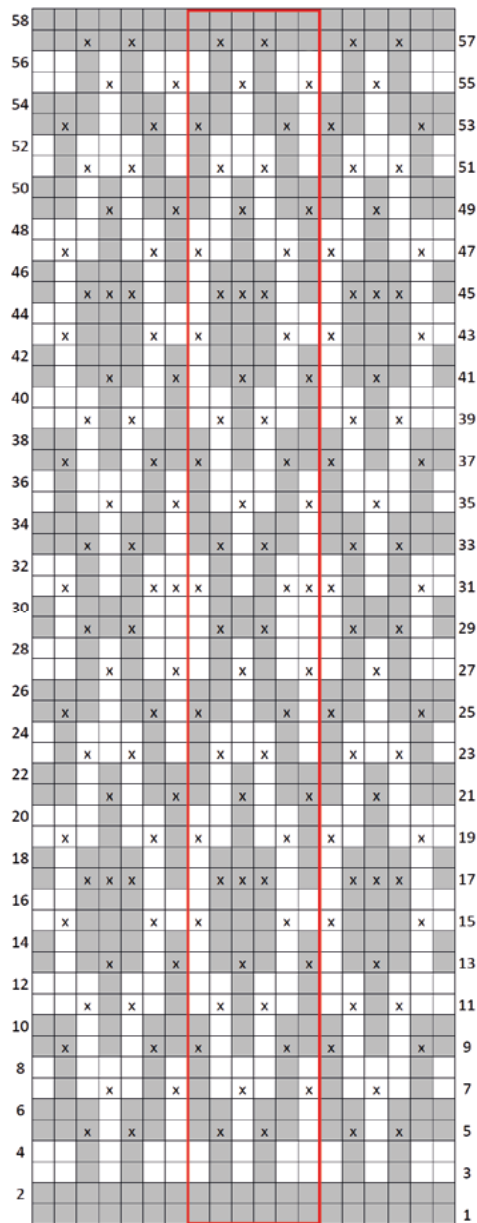 58
x x x x x x 57
56
x x x x x 55
54
x x x x x x 53
52
x x x x x x 51
50
x x x x x 49
48
x x x x x x 47
46
x x x x x x x x x 45
44
x x x x x x 43
42
x x x x x 41
40
x x x x x x 39
38
x x x x x x 37
36
x x x x x 35
34
x x x x x x 33
32
x x x x x x x x 31
30
x x x x x x 29
28
x x x x x 27
26
x x x x x x 25
24
x x x x x x 23
22
x x x x x 21
20
x x x x x x 19
18
x x x x x x x x x 17
16
x x x x x x 15
14
x x x x x 13
12
x x x x x x 11
10
x x x x x x 9
8
x x x x x 7
6
x x x x x x 5
4
3
2
1